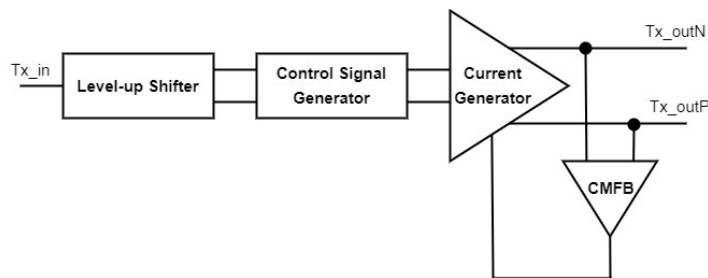 Tx_in
Level-up Shifter
Control Signal
Generator
Current
Generator
Tx_outN
Tx_outP
CMFB